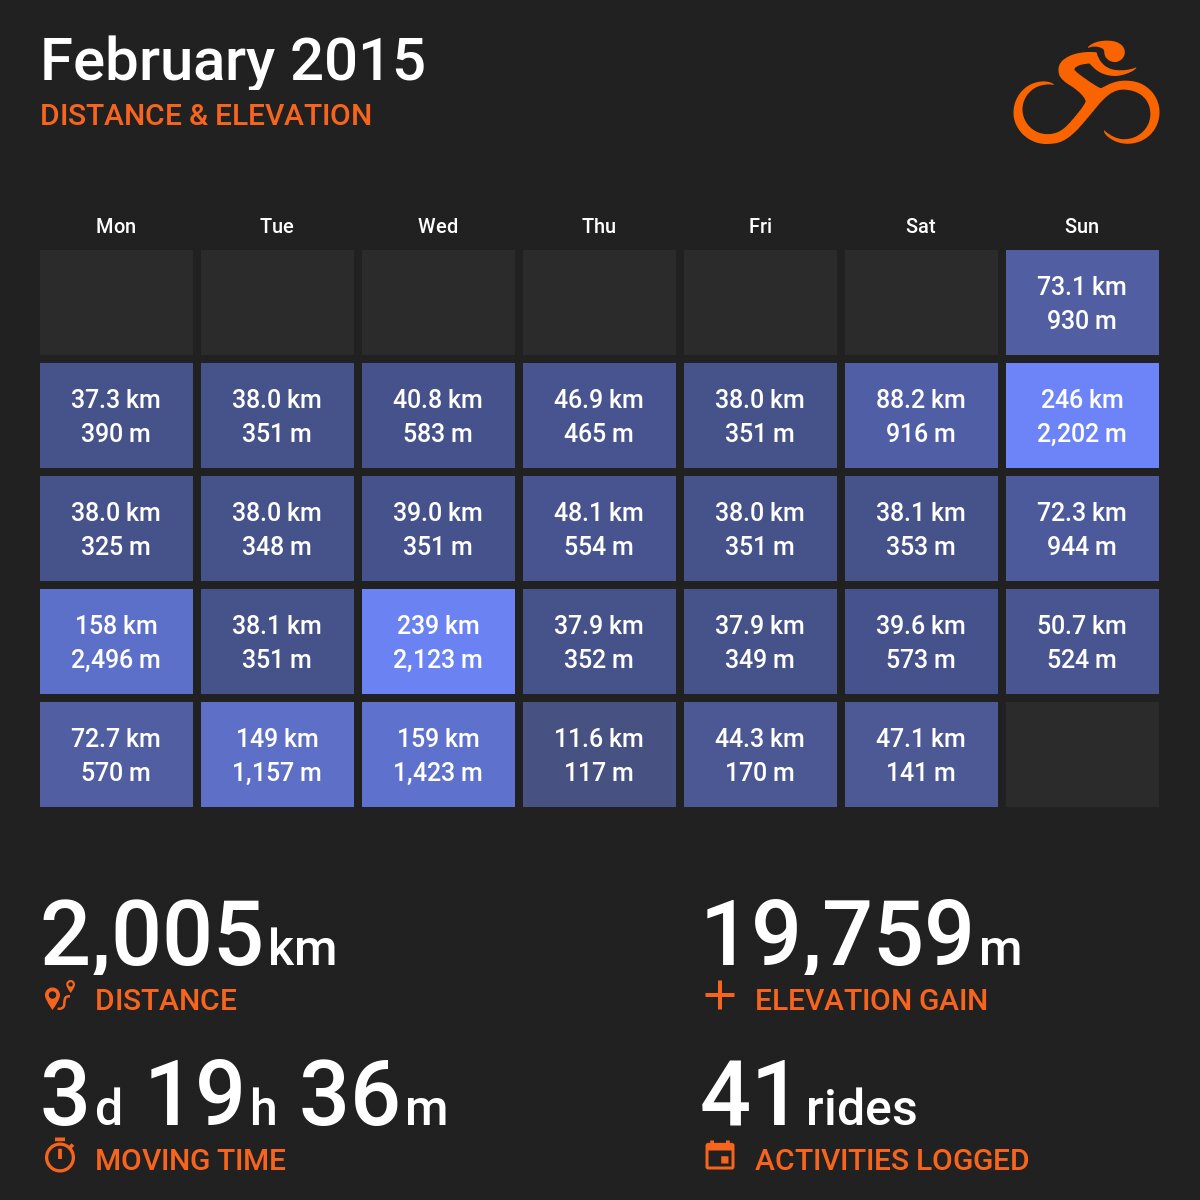 February 2015
DISTANCE & ELEVATION
Mon Tue Wed Thu Fri Sat Sun
73.1 km
930 m
37.3 km 38.0 km 40.8 km 46.9 km 38.0 km 88.2 km 246 km
390 m 351 m 583 m 465 m 351 m 916 m 2,202 m
38.0 km 38.0 km 39.0 km 48.1 km 38.0 km 38.1 km 72.3 km
325 m 348 m 351 m 554 m 351 m 353 m 944 m
158 km 38.1 km 239 km 37.9 km 37.9 km 39.6 km 50.7 km
2,496 m 351 m 2,123 m 352 m 349 m 573 m 524 m
72.7 km 149 km 159 km 11.6 km 44.3 km 47.1 km
570 m 1,157 m 1,423 m 117 m 170 m 141 m
2,005 km 19,759 m
DISTANCE ELEVATION GAIN
3 d 19 h 36 m 41 rides
MOVING TIME ACTIVITIES LOGGED